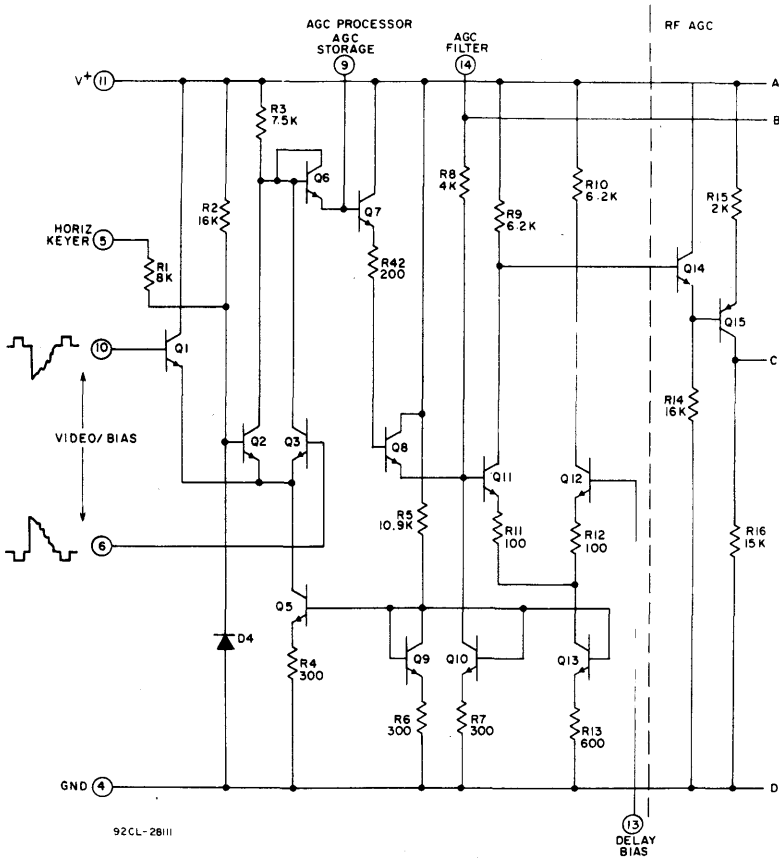 AGC PROCESSOR
AGC
STORAGE
9
AGC
FILTER
14
RF AGC
V+ 11
A
B
R3
7.5K
Q6
Q7
R8
4K
R9
6.2K
R10
6.2K
R15
2K
R2
16K
HORIZ
KEYER 5
R1
8K
R42
200
Q14
Q15
10
Q1
C
R14
16K
VIDEO/BIAS
Q2
Q3
Q8
Q11
Q12
R5
10.9K
R11
100
R12
100
R16
15K
6
Q5
D4
R4
300
Q9
Q10
Q13
R6
300
R7
300
R13
600
GND 4
D
92CL-28111
13
DELAY
BIAS